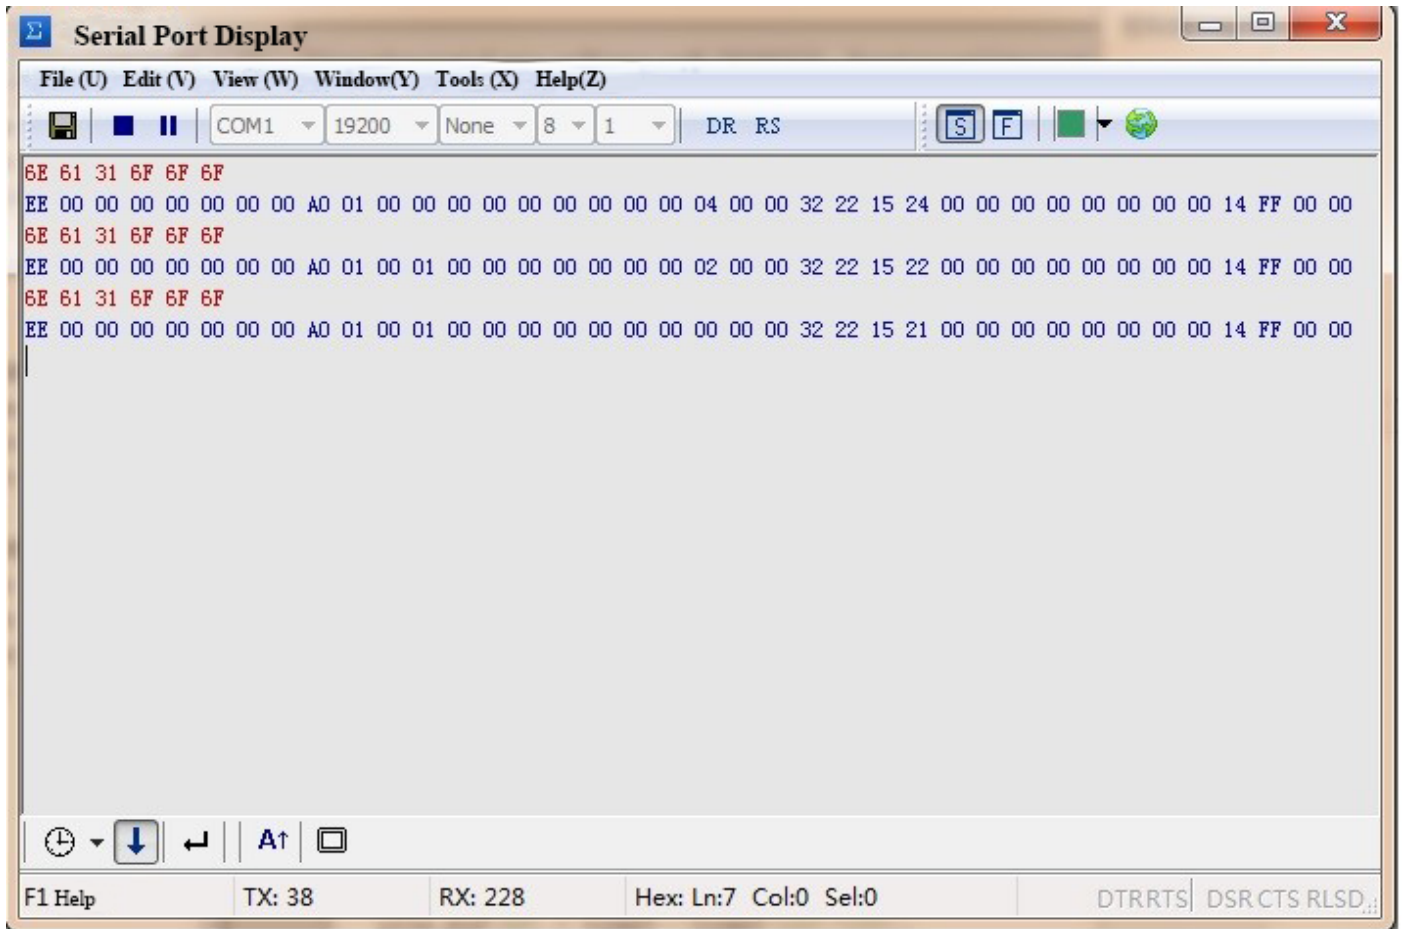 Σ Serial Port Display
File (U) Edit (V) View (W) Window(Y) Tools (X) Help(Z)
COM1 19200 None 8 1 DR RS S F
6E 61 31 6F 6F 6F
EE 00 00 00 00 00 00 00 A0 01 00 00 00 00 00 00 00 00 00 04 00 00 32 22 15 24 00 00 00 00 00 00 00 00 14 FF 00 00
6E 61 31 6F 6F 6F
EE 00 00 00 00 00 00 00 A0 01 00 01 00 00 00 00 00 00 00 02 00 00 32 22 15 22 00 00 00 00 00 00 00 00 14 FF 00 00
6E 61 31 6F 6F 6F
EE 00 00 00 00 00 00 00 A0 01 00 01 00 00 00 00 00 00 00 00 00 00 32 22 15 21 00 00 00 00 00 00 00 00 14 FF 00 00
A↑
F1 Help TX: 38 RX: 228 Hex: Ln:7 Col:0 Sel:0 DTR RTS DSR CTS RLSD